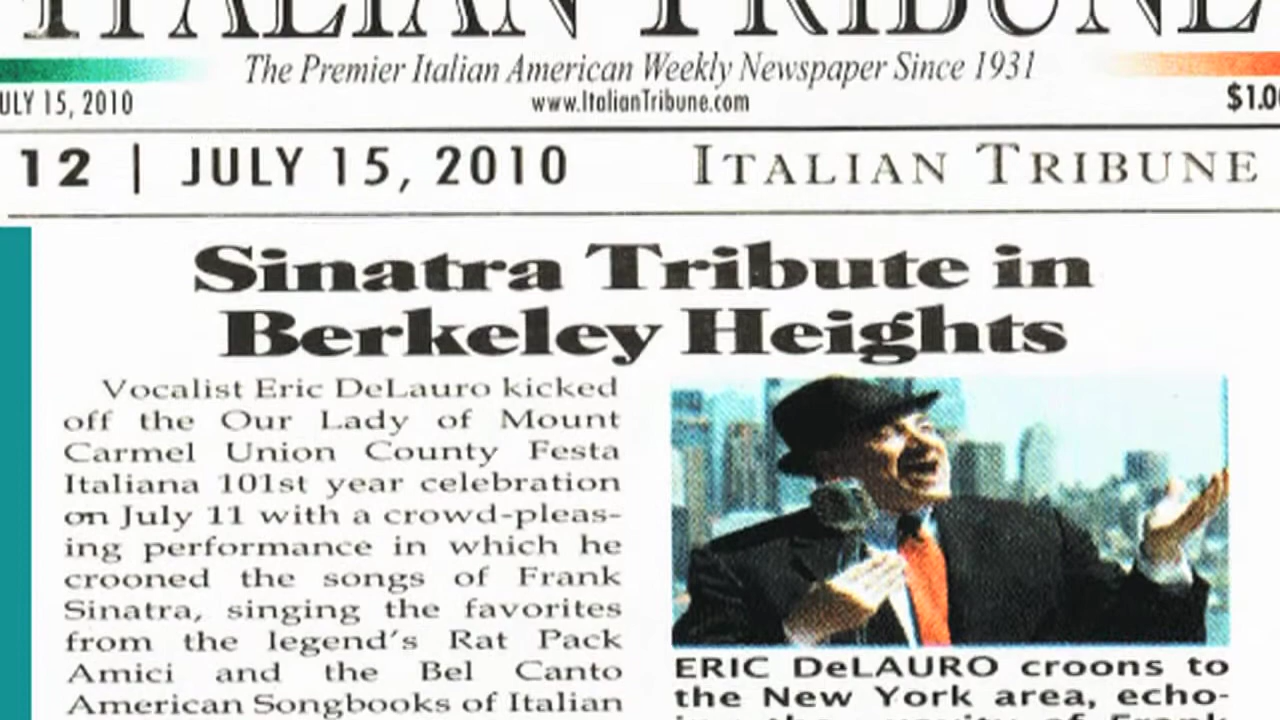 ITALIAN TRIBUNE
The Premier Italian American Weekly Newspaper Since 1931
ULY 15, 2010
www.ItalianTribune.com
$1.00
12 | JULY 15, 2010
ITALIAN TRIBUNE
Sinatra Tribute in
Berkeley Heights
Vocalist Eric DeLauro kicked
off the Our Lady of Mount
Carmel Union County Festa
Italiana 101st year celebration
on July 11 with a crowd-pleas-
ing performance in which he
crooned the songs of Frank
Sinatra, singing the favorites
from the legend's Rat Pack
Amici and the Bel Canto
American Songbooks of Italian
ERIC DeLAURO croons to
the New York area, echo-